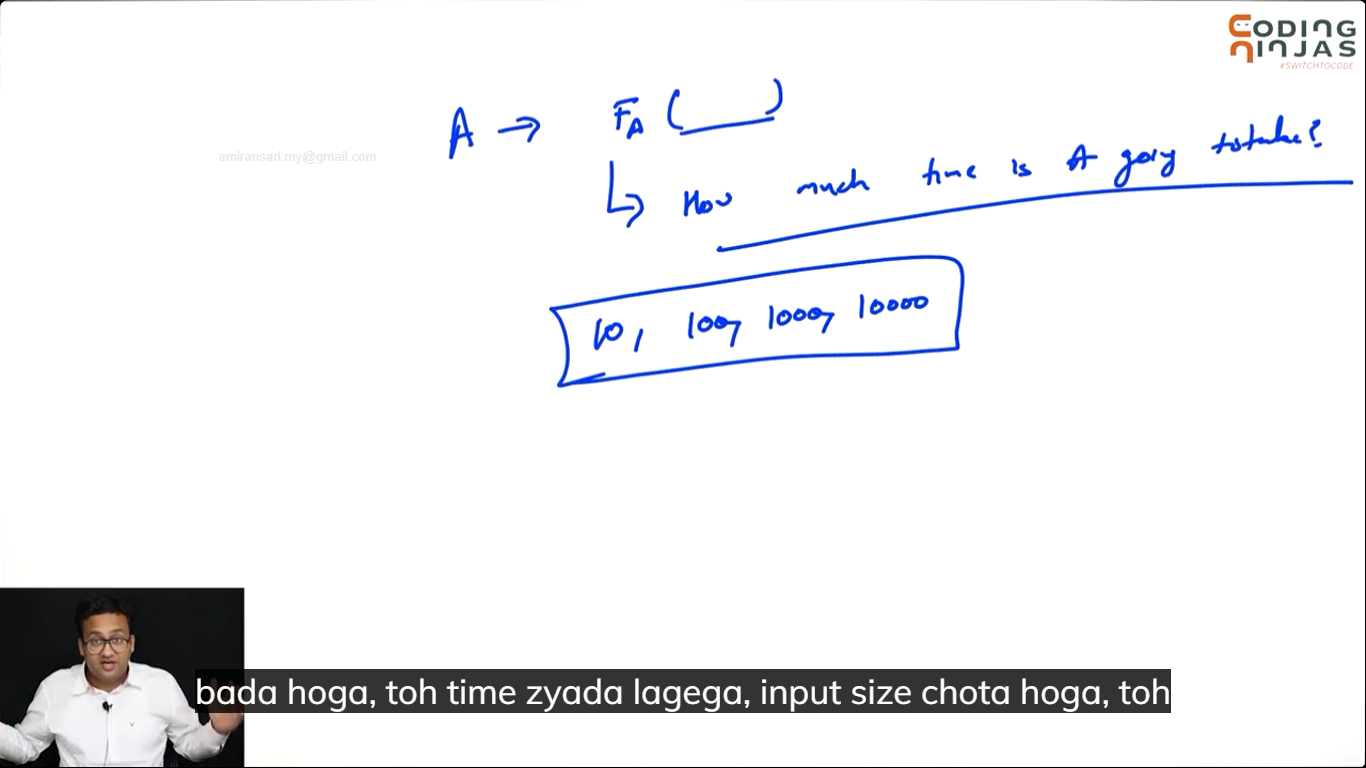 CODING
NINJAS
#SWITCHTOCODE
A → FA ( )
amiransari.my@gmail.com
↳ How much time is A going to take?
10, 100, 1000, 10000
bada hoga, toh time zyada lagega, input size chota hoga, toh